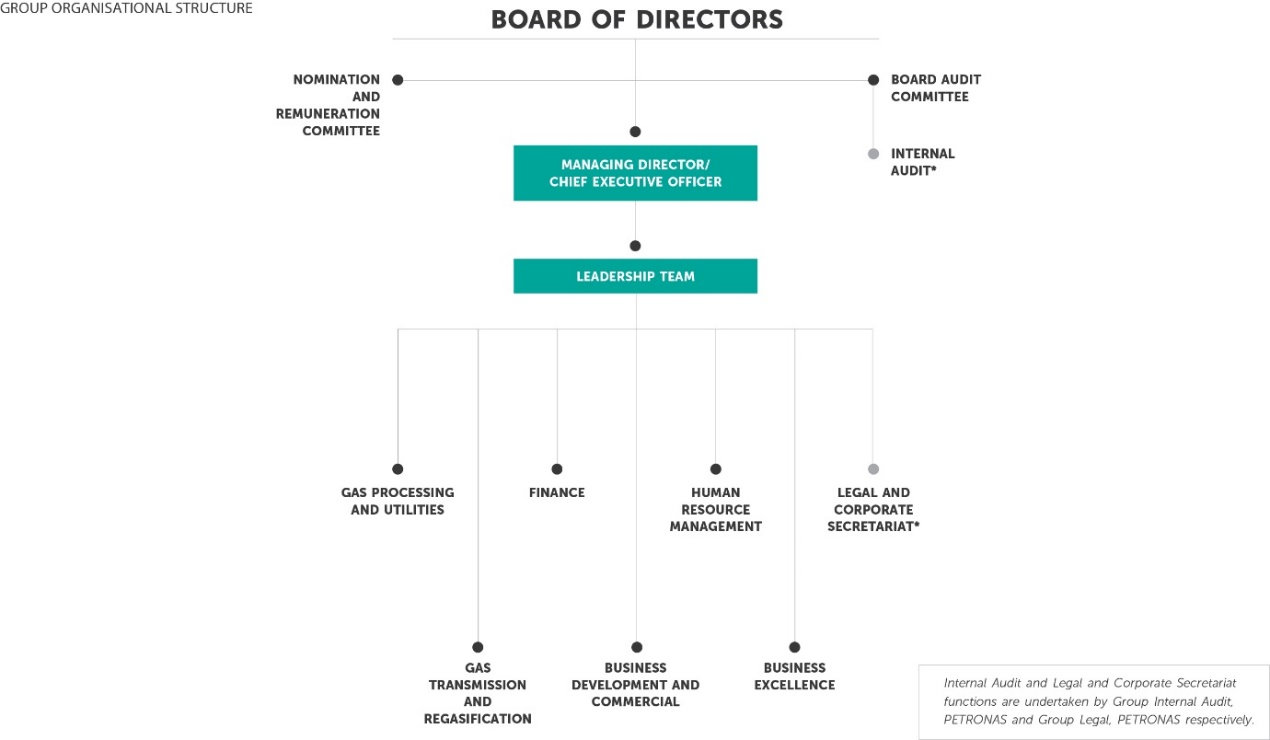 GROUP ORGANISATIONAL STRUCTURE
BOARD OF DIRECTORS
NOMINATION
AND
REMUNERATION
COMMITTEE
BOARD AUDIT
COMMITTEE
INTERNAL
AUDIT*
MANAGING DIRECTOR/
CHIEF EXECUTIVE OFFICER
LEADERSHIP TEAM
GAS PROCESSING
AND UTILITIES
FINANCE
HUMAN
RESOURCE
MANAGEMENT
LEGAL AND
CORPORATE
SECRETARIAT*
GAS
TRANSMISSION
AND
REGASIFICATION
BUSINESS
DEVELOPMENT AND
COMMERCIAL
BUSINESS
EXCELLENCE
Internal Audit and Legal and Corporate Secretariat
functions are undertaken by Group Internal Audit,
PETRONAS and Group Legal, PETRONAS respectively.